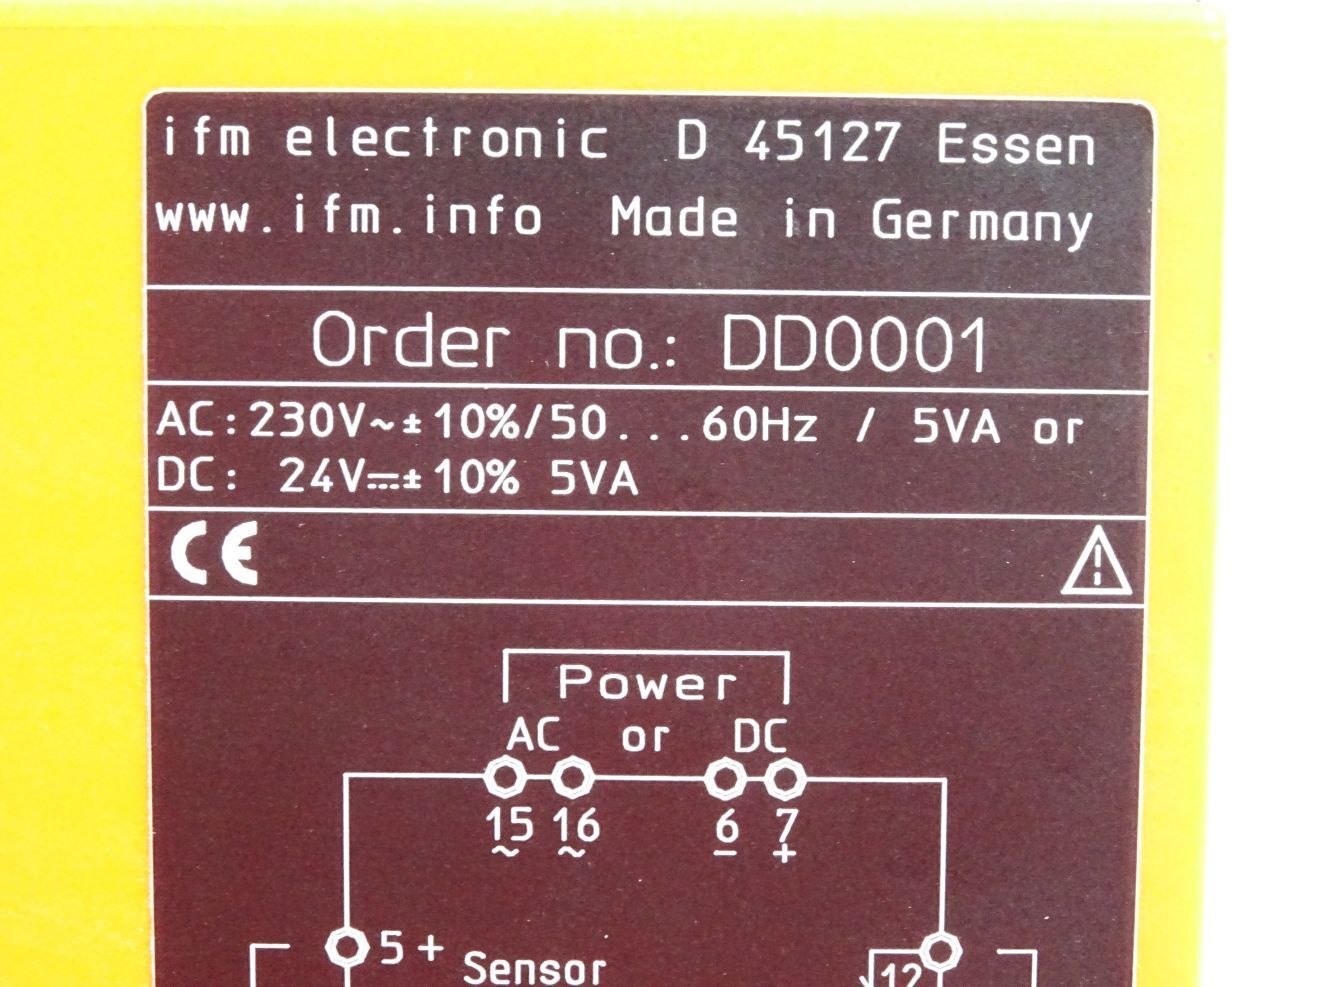 ifm electronic D 45127 Essen
www.ifm.info Made in Germany
Order no.: DD0001
AC:230V~±10%/50...60Hz / 5VA or
DC: 24V⎓±10% 5VA
CE
Power
AC or DC
15 16 6 7
~ ~ - +
5+ Sensor 12